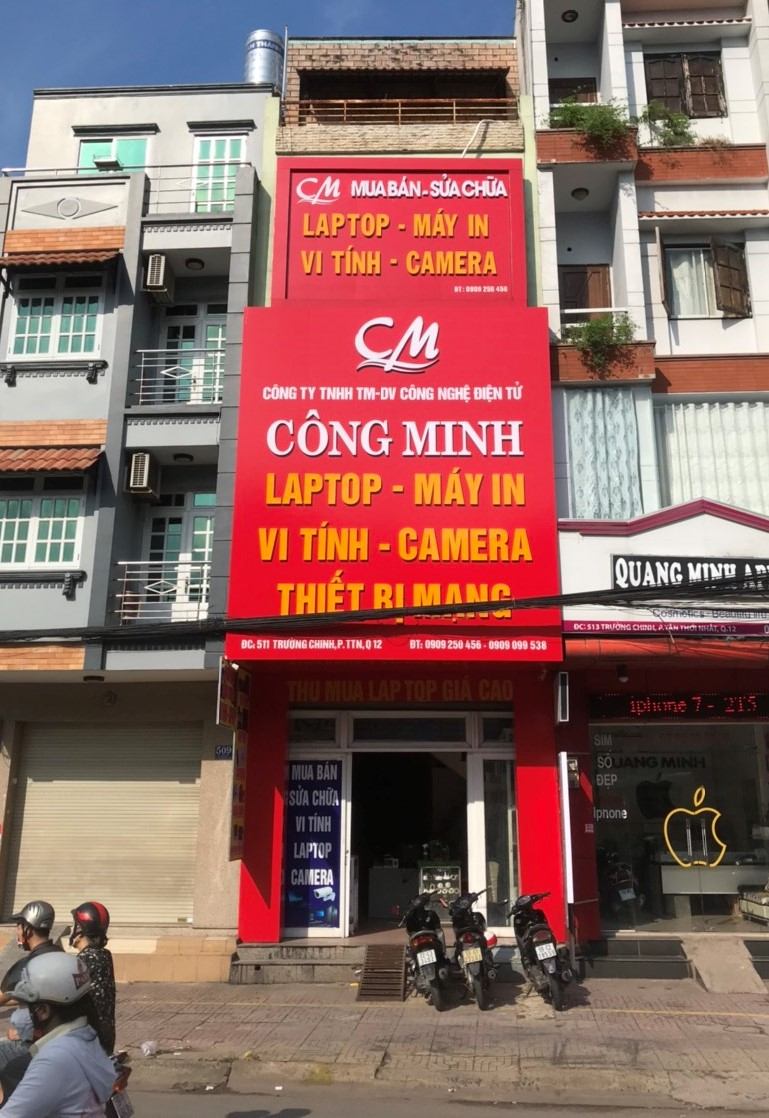 CM MUA BÁN - SỬA CHỮA
LAPTOP - MÁY IN
VI TÍNH - CAMERA
ĐT: 0909 250 456
CM
CÔNG TY TNHH TM-DV CÔNG NGHỆ ĐIỆN TỬ
CÔNG MINH
LAPTOP - MÁY IN
VI TÍNH - CAMERA
THIẾT BỊ MẠNG
ĐC: 511 TRƯỜNG CHINH, P. TTN, Q 12 ĐT: 0909 250 456 - 0909 099 538
THU MUA LAPTOP GIÁ CAO
MUA BÁN
SỬA CHỮA
VI TÍNH
LAPTOP
CAMERA
509
QUANG MINH
Cosmetics
ĐC: 513 TRƯỜNG CHINH, P.TÂN THỚI NHẤT, Q.12
iphone 7 - 215
SIM
SỐ
ĐẸP
Ipnone
QUANG MINH